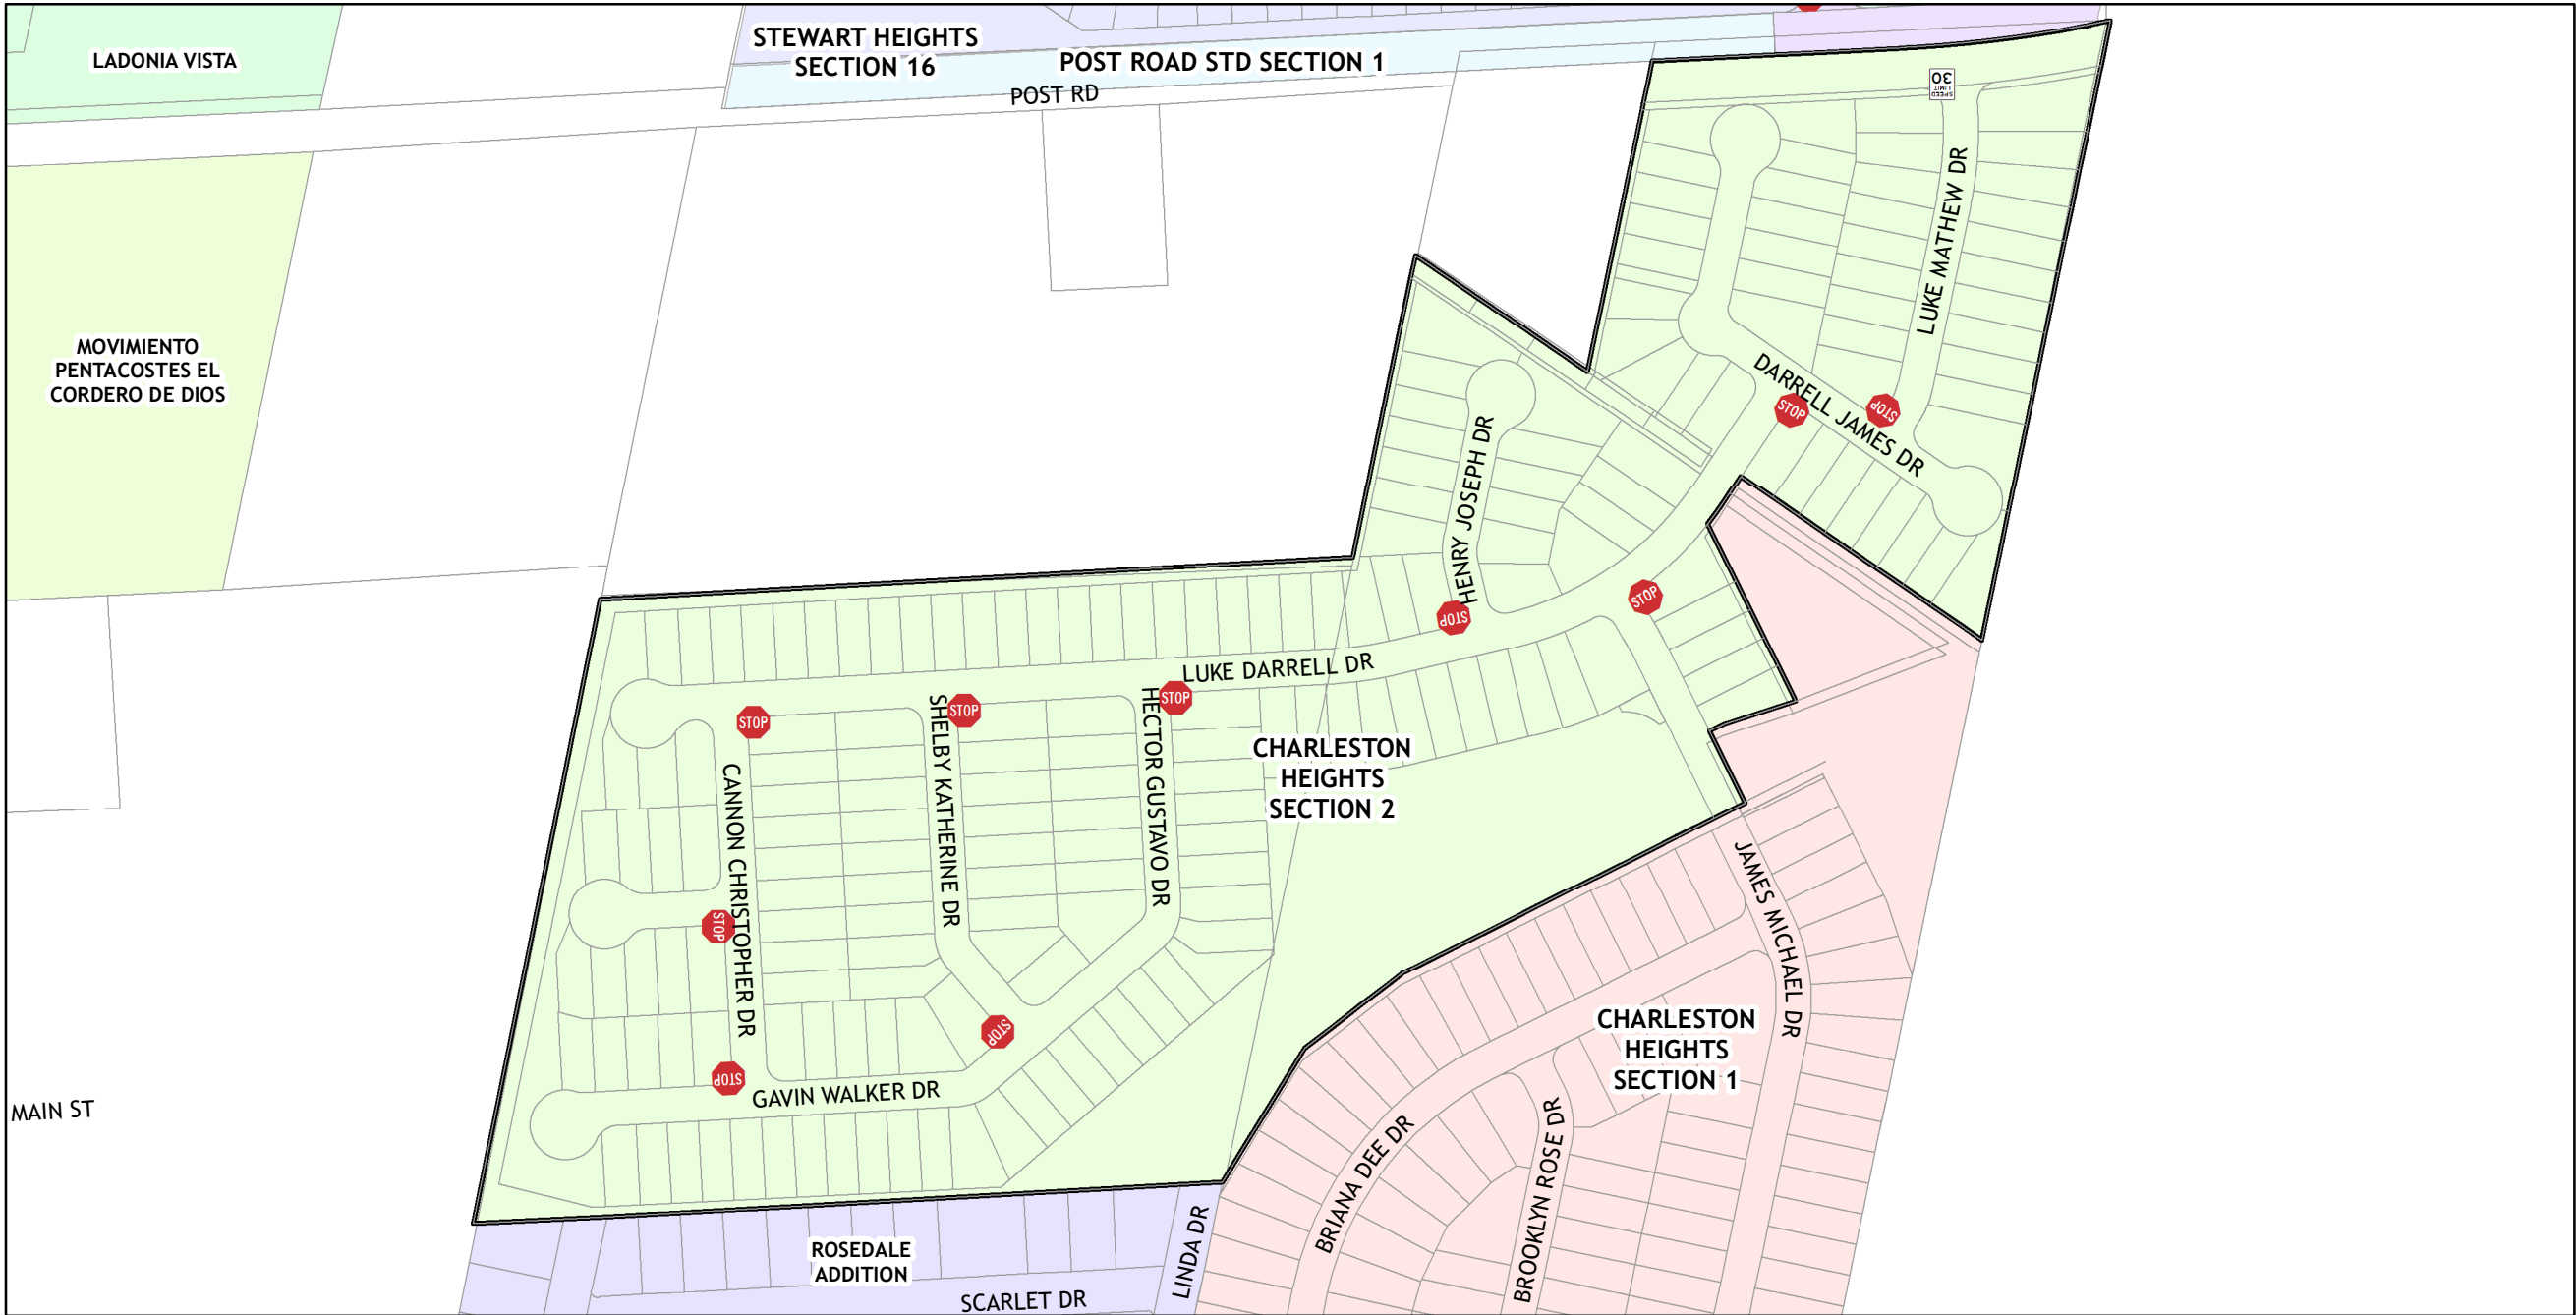 LADONIA VISTA
STEWART HEIGHTS
SECTION 16
POST ROAD STD SECTION 1
POST RD
SPEED
LIMIT
30
MOVIMIENTO
PENTACOSTES EL
CORDERO DE DIOS
LUKE MATHEW DR
DARRELL JAMES DR
STOP
STOP
HENRY JOSEPH DR
STOP
STOP
LUKE DARRELL DR
STOP
STOP
STOP
SHELBY KATHERINE DR
HECTOR GUSTAVO DR
CANNON CHRISTOPHER DR
CHARLESTON
HEIGHTS
SECTION 2
STOP
JAMES MICHAEL DR
STOP
STOP
GAVIN WALKER DR
CHARLESTON
HEIGHTS
SECTION 1
MAIN ST
BRIANA DEE DR
BROOKLYN ROSE DR
ROSEDALE
ADDITION
LINDA DR
SCARLET DR